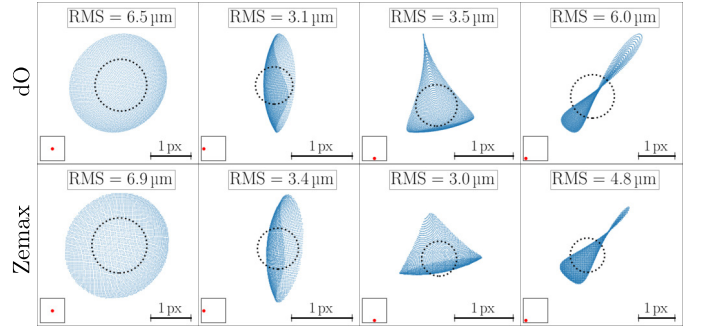 dO
RMS = 6.5 µm
RMS = 3.1 µm
RMS = 3.5 µm
RMS = 6.0 µm
1 px
1 px
1 px
1 px
Zemax
RMS = 6.9 µm
RMS = 3.4 µm
RMS = 3.0 µm
RMS = 4.8 µm
1 px
1 px
1 px
1 px